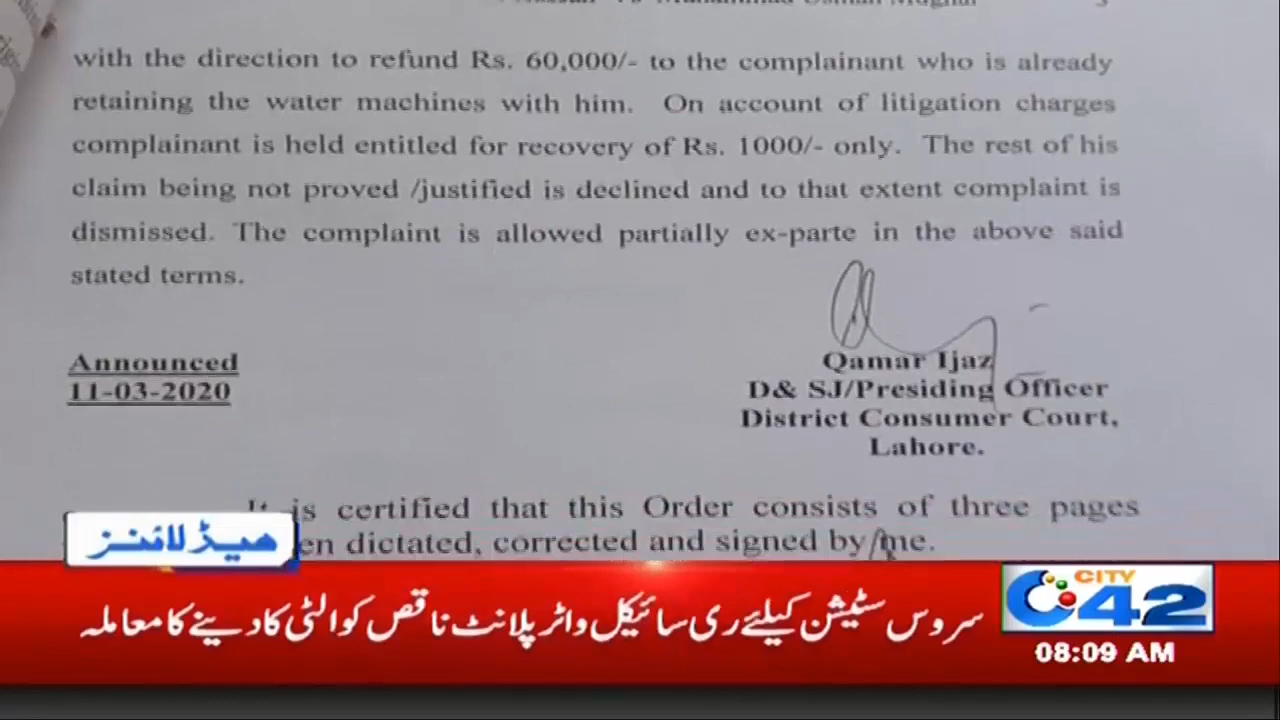 with the direction to refund Rs. 60,000/- to the complainant who is already
retaining the water machines with him. On account of litigation charges
complainant is held entitled for recovery of Rs. 1000/- only. The rest of his
claim being not proved /justified is declined and to that extent complaint is
dismissed. The complaint is allowed partially ex-parte in the above said
stated terms.
Announced
11-03-2020
Qamar Ijaz
D& SJ/Presiding Officer
District Consumer Court,
Lahore.
It is certified that this Order consists of three pages
dictated, corrected and signed by me.
ہیڈلائنز
سروس سٹیشن کیلئے ری سائیکل واٹر پلانٹ ناقص کوالٹی کا دینے کا معاملہ
CITY
42
08:09 AM